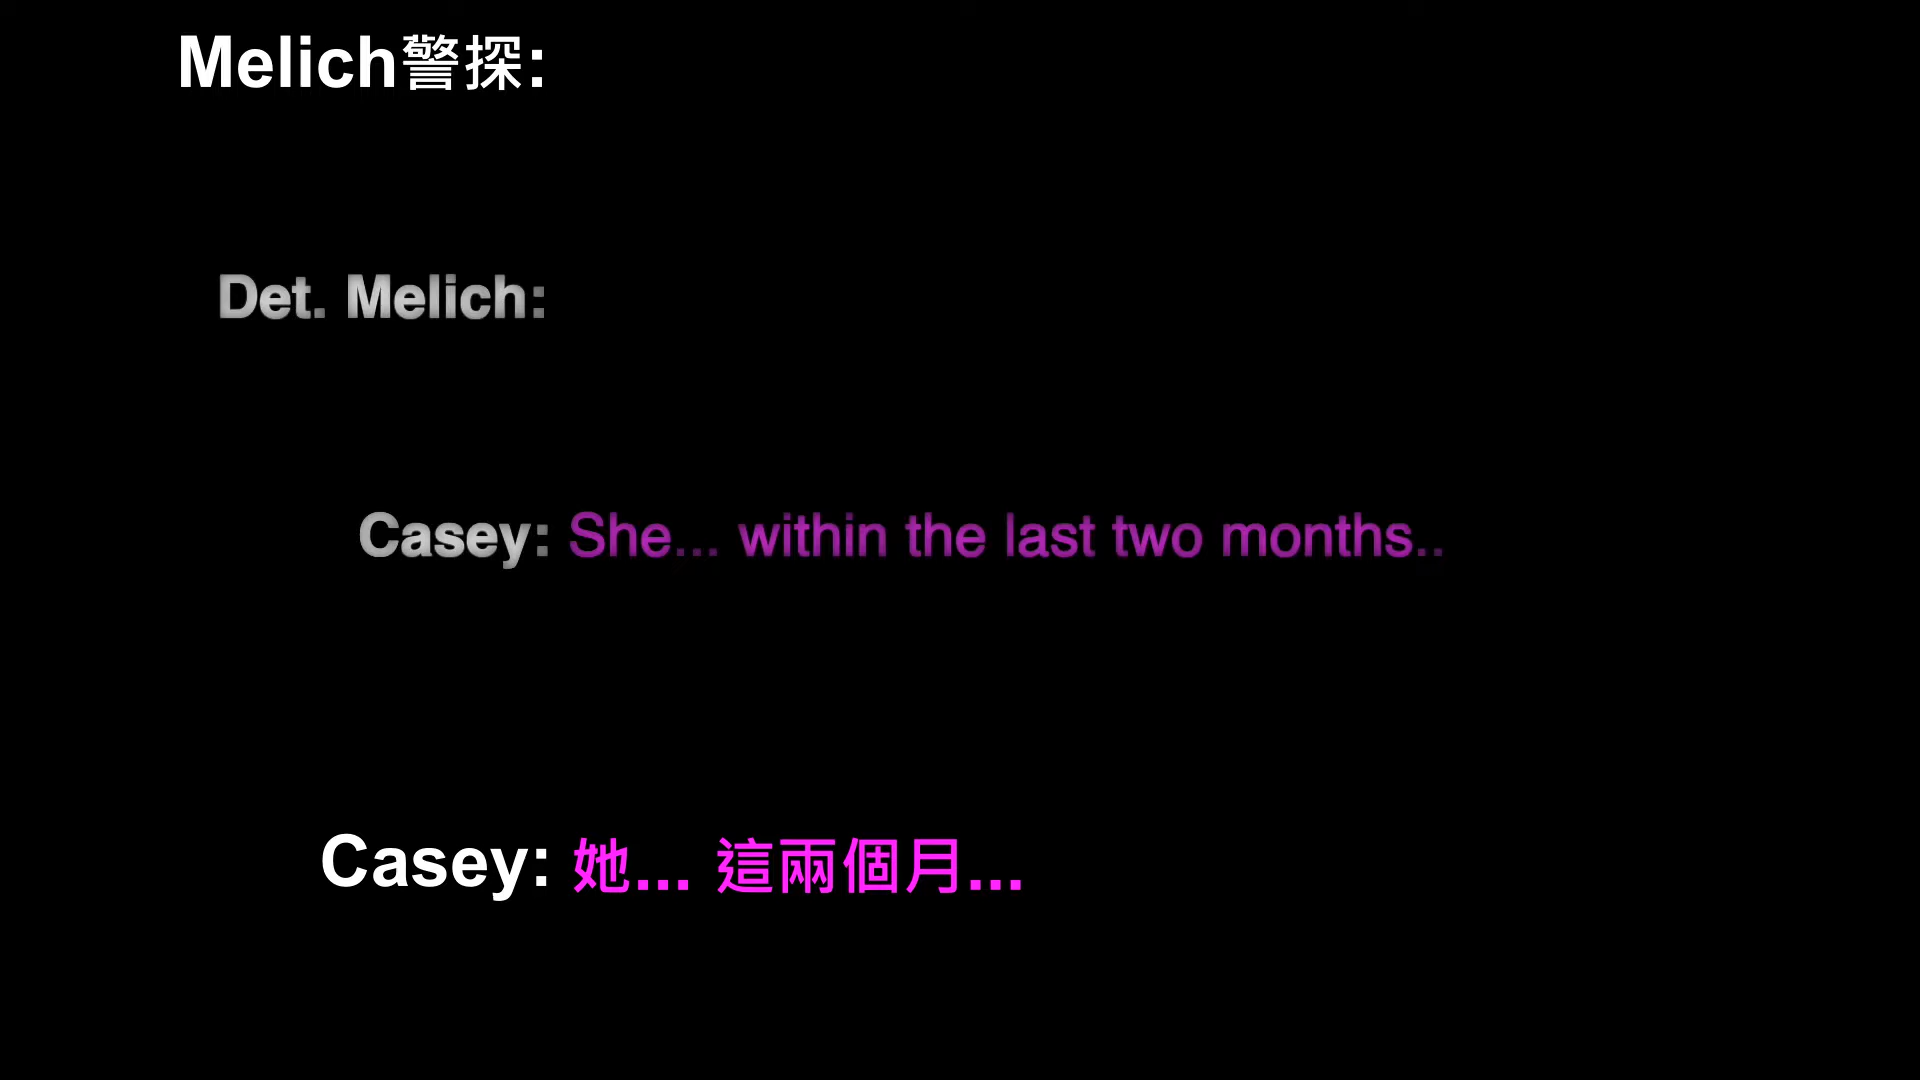 Melich警探:
Det. Melich:
Casey: She... within the last two months..
Casey: 她... 這兩個月...